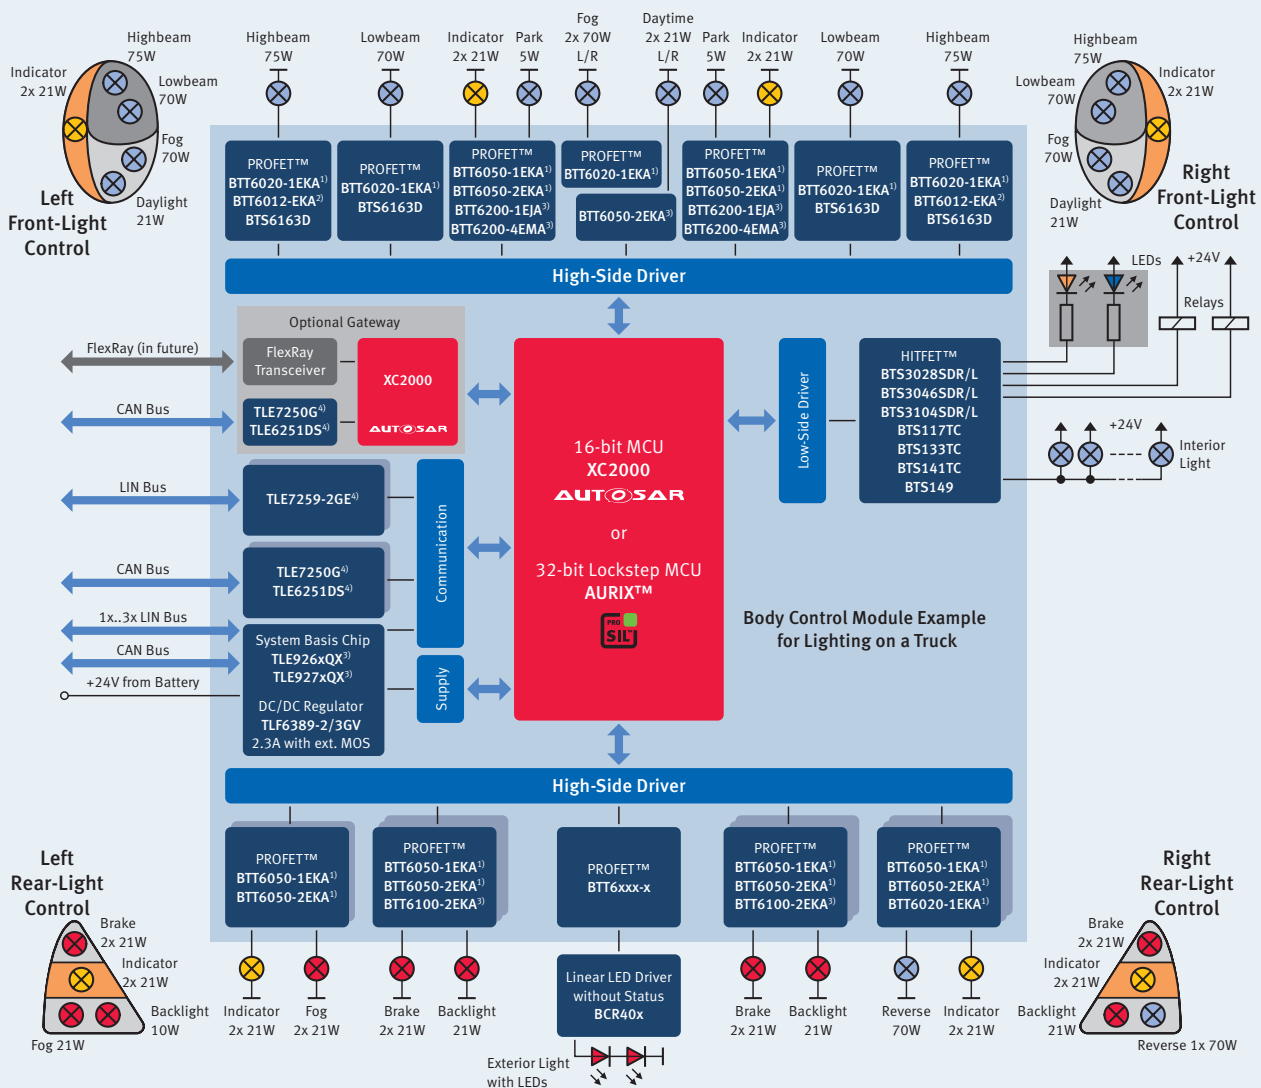 Highbeam
75W
Indicator
2x 21W
Lowbeam
70W
Fog
70W
Daylight
21W
Left
Front-Light
Control
Highbeam
75W
Lowbeam
70W
Indicator
2x 21W
Park
5W
Fog
2x 70W
L/R
Daytime
2x 21W
L/R
Park
5W
Indicator
2x 21W
Lowbeam
70W
Highbeam
75W
Highbeam
75W
Lowbeam
70W
Indicator
2x 21W
Fog
70W
Daylight
21W
Right
Front-Light
Control
PROFET™
BTT6020-1EKA1)
BTT6012-EKA2)
BTS6163D
PROFET™
BTT6020-1EKA1)
BTS6163D
PROFET™
BTT6050-1EKA1)
BTT6050-2EKA1)
BTT6200-1EJA3)
BTT6200-4EMA3)
PROFET™
BTT6020-1EKA1)
BTT6050-2EKA3)
PROFET™
BTT6050-1EKA1)
BTT6050-2EKA1)
BTT6200-1EJA3)
BTT6200-4EMA3)
PROFET™
BTT6020-1EKA1)
BTS6163D
PROFET™
BTT6020-1EKA1)
BTT6012-EKA2)
BTS6163D
High-Side Driver
LEDs
+24V
Relays
Optional Gateway
FlexRay (in future)
FlexRay
Transceiver
XC2000
AUTOSAR
CAN Bus
TLE7250G4)
TLE6251DS4)
LIN Bus
TLE7259-2GE4)
CAN Bus
TLE7250G4)
TLE6251DS4)
Communication
1x..3x LIN Bus
CAN Bus
+24V from Battery
System Basis Chip
TLE926xQX3)
TLE927xQX3)
DC/DC Regulator
TLF6389-2/3GV
2.3A with ext. MOS
Supply
16-bit MCU
XC2000
AUTOSAR
or
32-bit Lockstep MCU
AURIX™
PRO
SIL™
Low-Side Driver
HITFET™
BTS3028SDR/L
BTS3046SDR/L
BTS3104SDR/L
BTS117TC
BTS133TC
BTS141TC
BTS149
+24V
Interior
Light
Body Control Module Example
for Lighting on a Truck
High-Side Driver
PROFET™
BTT6050-1EKA1)
BTT6050-2EKA1)
PROFET™
BTT6050-1EKA1)
BTT6050-2EKA1)
BTT6100-2EKA3)
PROFET™
BTT6xxx-x
PROFET™
BTT6050-1EKA1)
BTT6050-2EKA1)
BTT6100-2EKA3)
PROFET™
BTT6050-1EKA1)
BTT6050-2EKA1)
BTT6020-1EKA1)
Left
Rear-Light
Control
Brake
2x 21W
Indicator
2x 21W
Backlight
10W
Fog 21W
Indicator
2x 21W
Fog
2x 21W
Brake
2x 21W
Backlight
21W
Linear LED Driver
without Status
BCR40x
Exterior Light
with LEDs
Brake
2x 21W
Backlight
21W
Reverse
70W
Indicator
2x 21W
Right
Rear-Light
Control
Brake
2x 21W
Indicator
2x 21W
Backlight
21W
Reverse 1x 70W